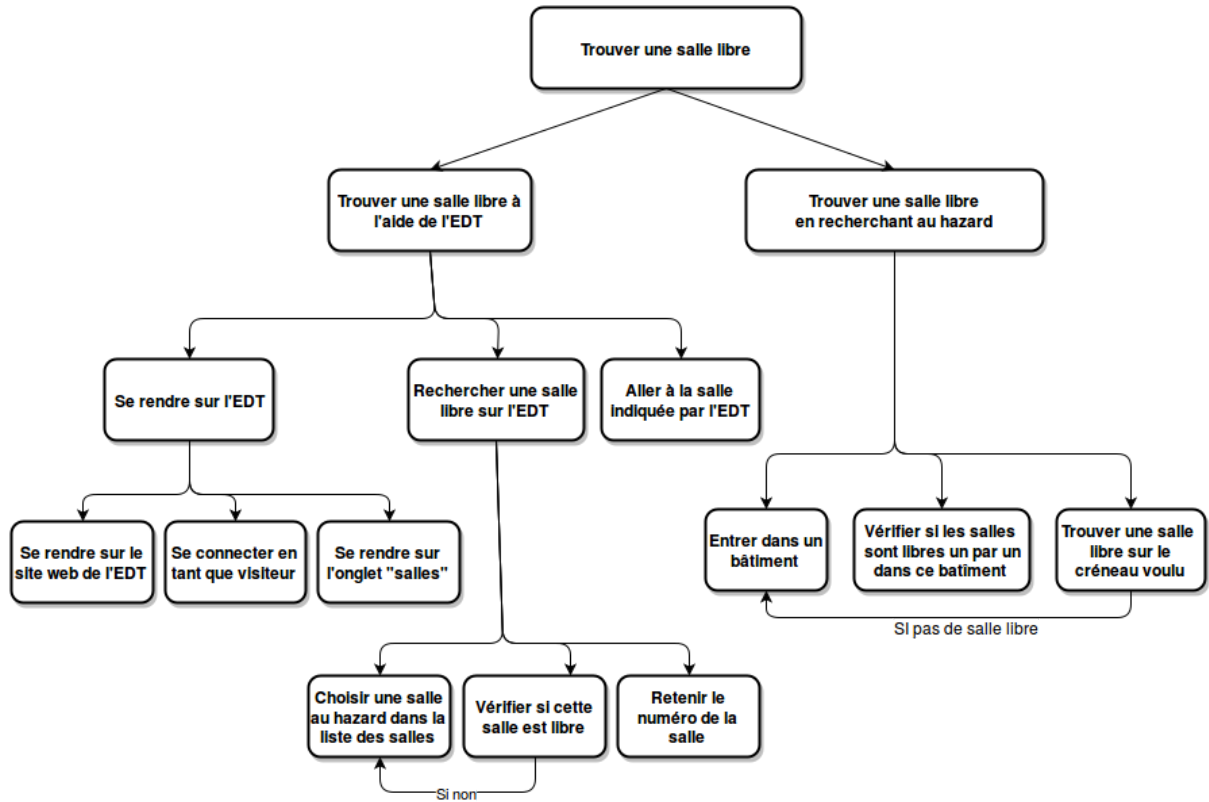 Trouver une salle libre
Trouver une salle libre à
l'aide de l'EDT
Trouver une salle libre
en recherchant au hazard
Se rendre sur l'EDT
Rechercher une salle
libre sur l'EDT
Aller à la salle
indiquée par l'EDT
Se rendre sur le
site web de l'EDT
Se connecter en
tant que visiteur
Se rendre sur
l'onglet "salles"
Entrer dans un
bâtiment
Vérifier si les salles
sont libres un par un
dans ce batîment
Trouver une salle
libre sur le
créneau voulu
SI pas de salle libre
Choisir une salle
au hazard dans la
liste des salles
Vérifier si cette
salle est libre
Retenir le
numéro de la
salle
Si non